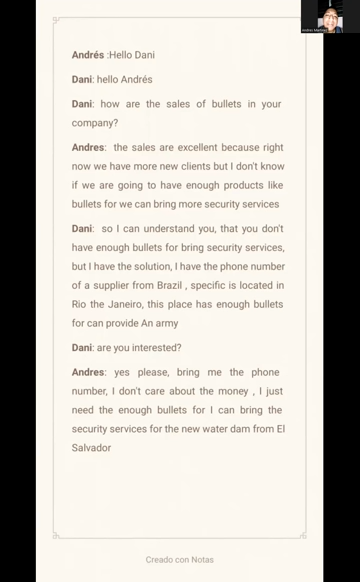 Andrés :Hello Dani
Dani: hello Andrés
Dani: how are the sales of bullets in your
company?
Andres: the sales are excellent because right
now we have more new clients but I don't know
if we are going to have enough products like
bullets for we can bring more security services
Dani: so I can understand you, that you don't
have enough bullets for bring security services,
but I have the solution, I have the phone number
of a supplier from Brazil , specific is located in
Rio the Janeiro, this place has enough bullets
for can provide An army
Dani: are you interested?
Andres: yes please, bring me the phone
number, I don't care about the money , I just
need the enough bullets for I can bring the
security services for the new water dam from El
Salvador
Creado con Notas